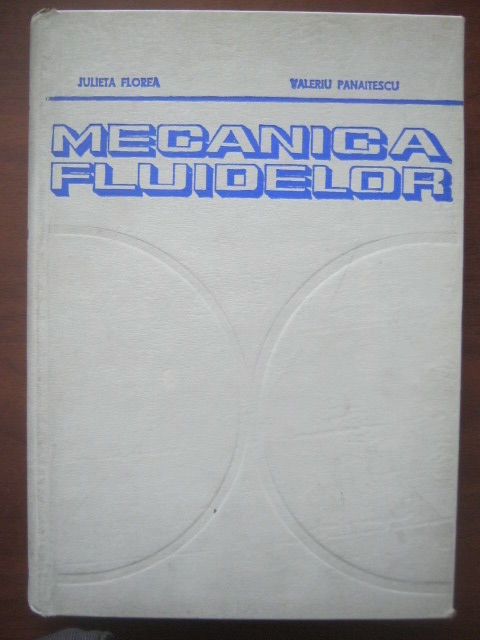 JULIETA FLOREA VALERIU PANAITESCU
MECANICA
FLUIDELOR